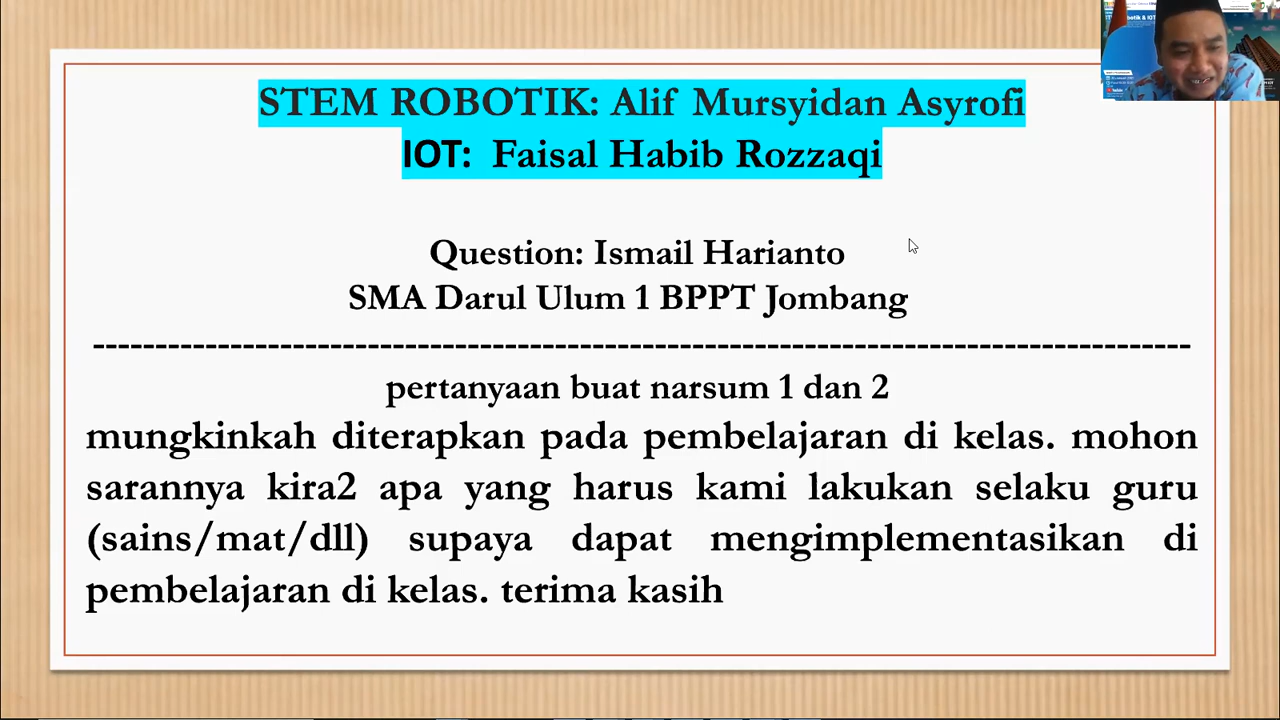 STEM ROBOTIK: Alif Mursyidan Asyrofi
IOT: Faisal Habib Rozzaqi
Question: Ismail Harianto
SMA Darul Ulum 1 BPPT Jombang
----------------------------------------------------------------------------------------
pertanyaan buat narsum 1 dan 2
mungkinkah diterapkan pada pembelajaran di kelas. mohon
sarannya kira2 apa yang harus kami lakukan selaku guru
(sains/mat/dll) supaya dapat mengimplementasikan di
pembelajaran di kelas. terima kasih